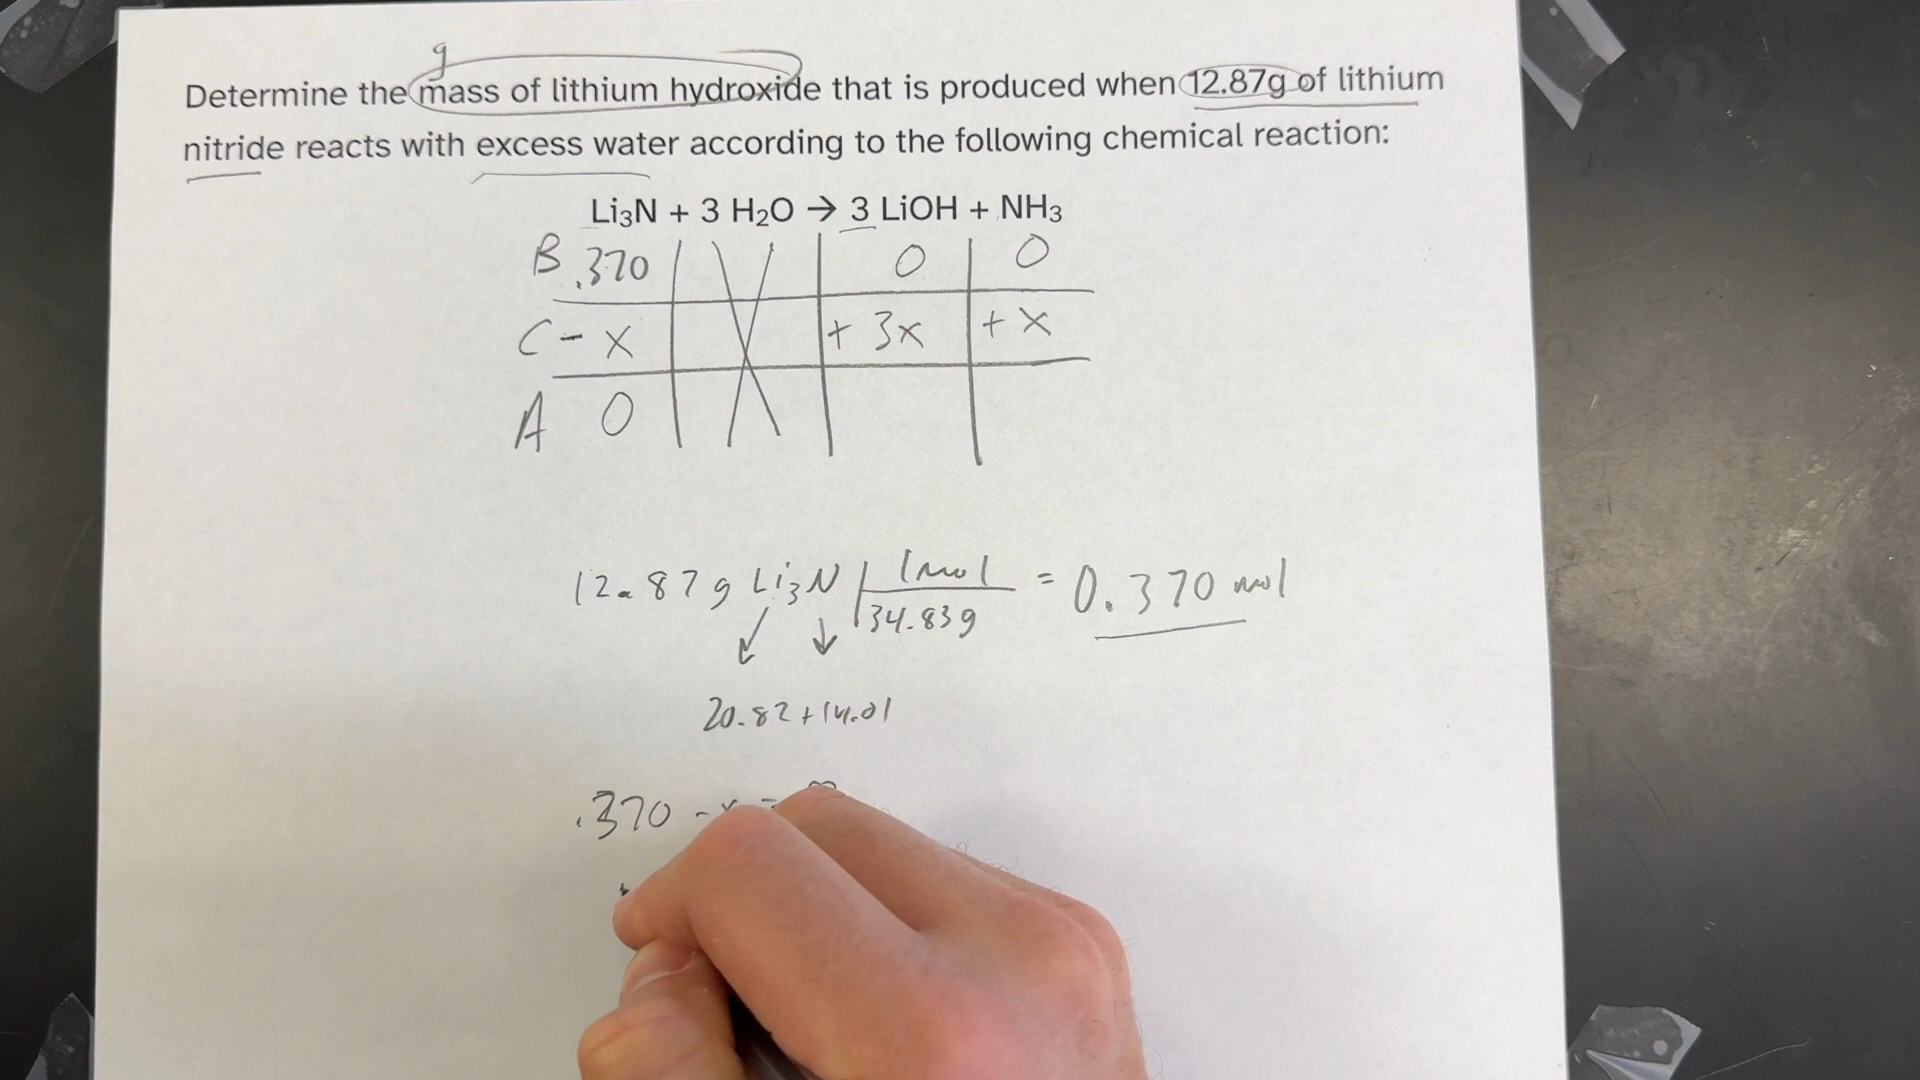 g
Determine the mass of lithium hydroxide that is produced when 12.87g of lithium
nitride reacts with excess water according to the following chemical reaction:
Li₃N + 3 H₂O → 3 LiOH + NH₃
B .370 0 0
C - x + 3x + x
A 0
12.87g Li₃N 1mol = 0.370 mol
34.83g
20.82+14.01
.370 - x =